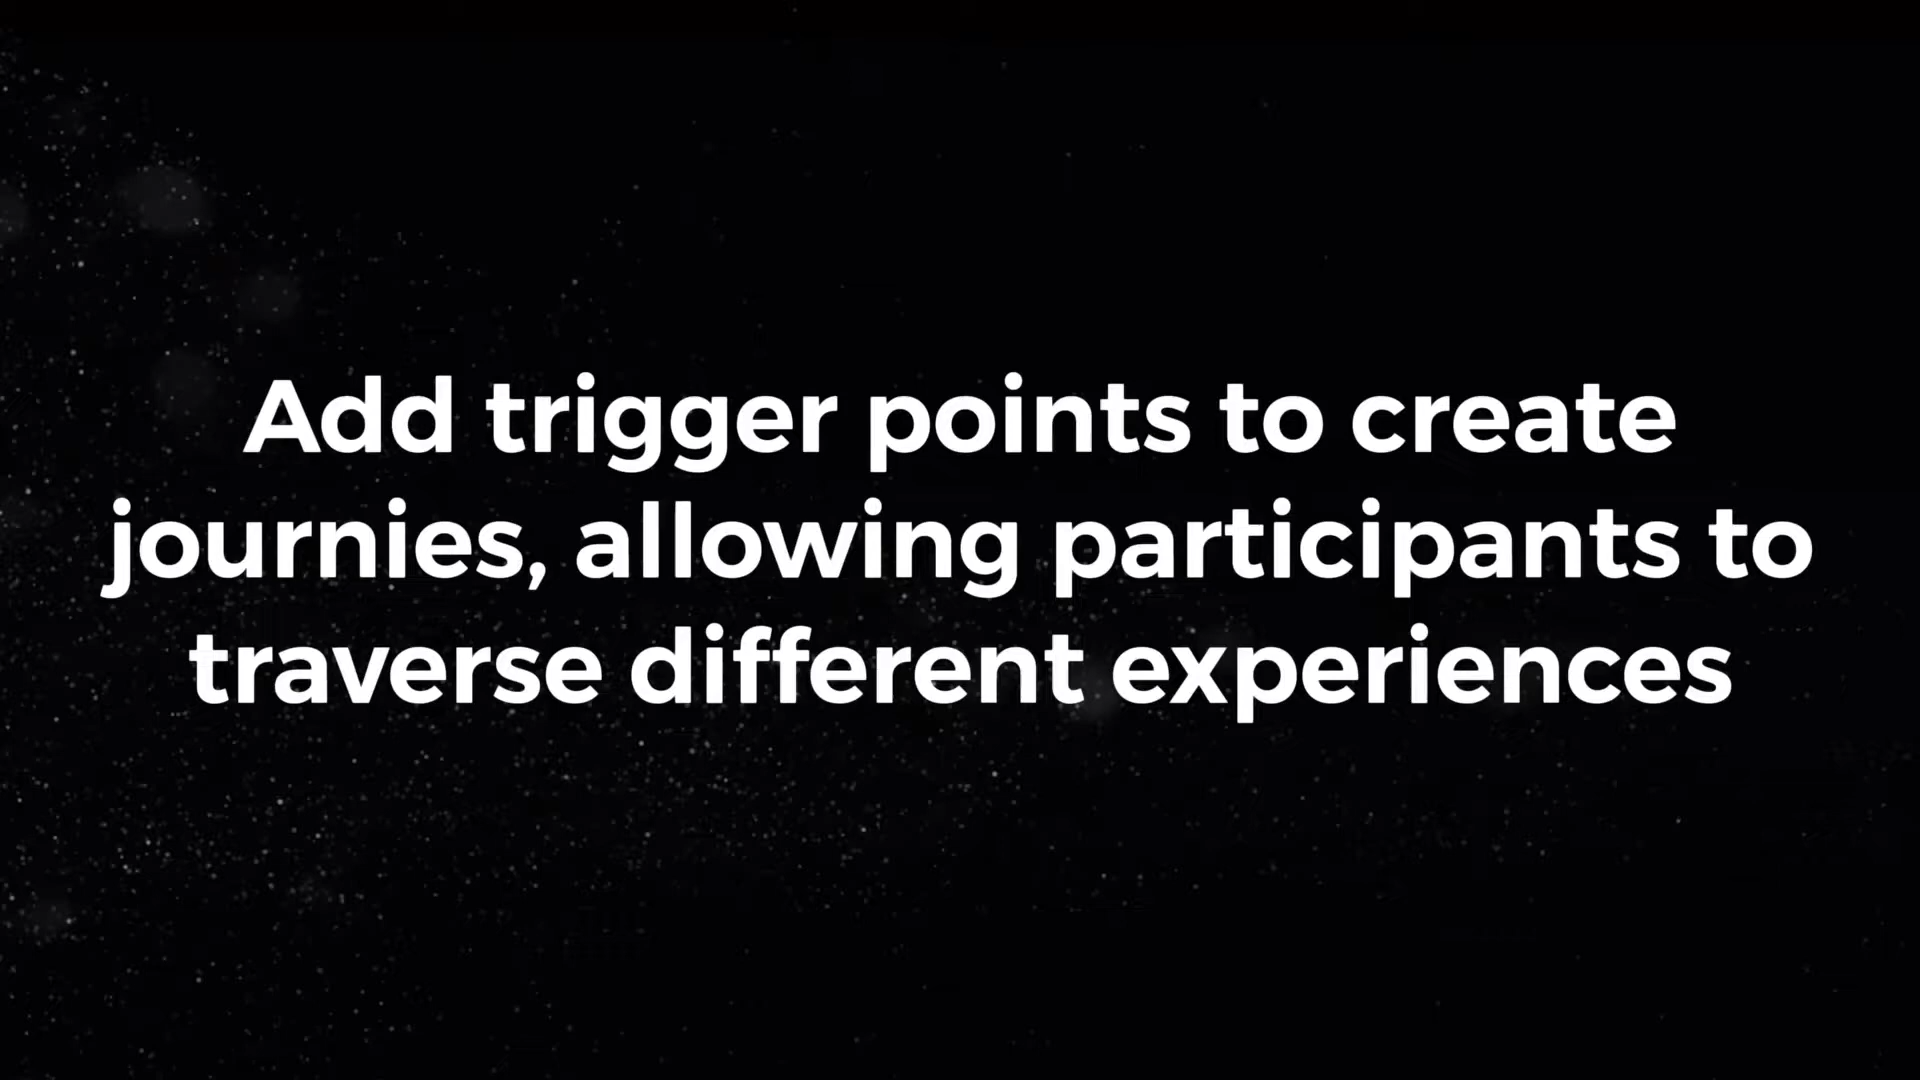 Add trigger points to create
journies, allowing participants to
traverse different experiences